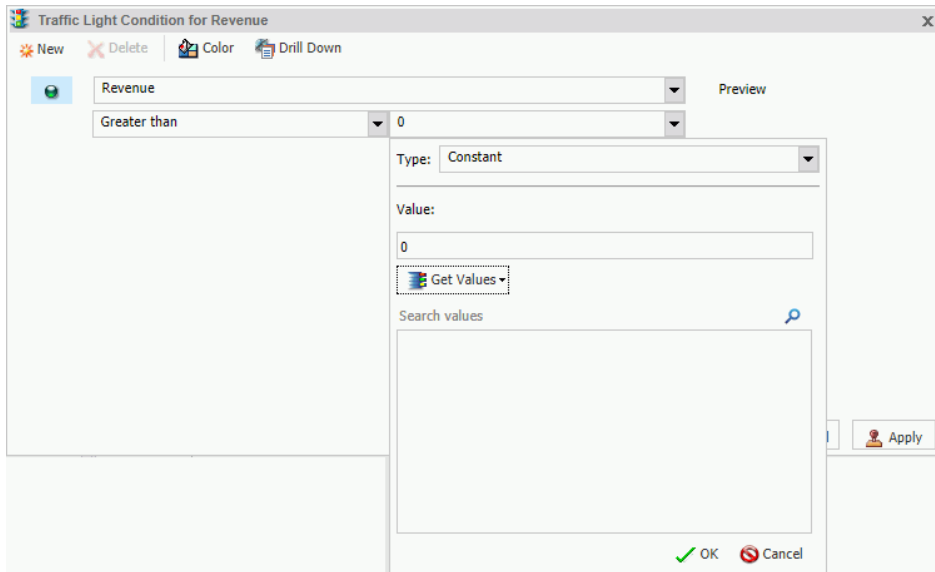 Traffic Light Condition for Revenue x
New Delete Color Drill Down
Revenue Preview
Greater than 0
Type: Constant
Value:
0
Get Values
Search values
Apply
OK Cancel